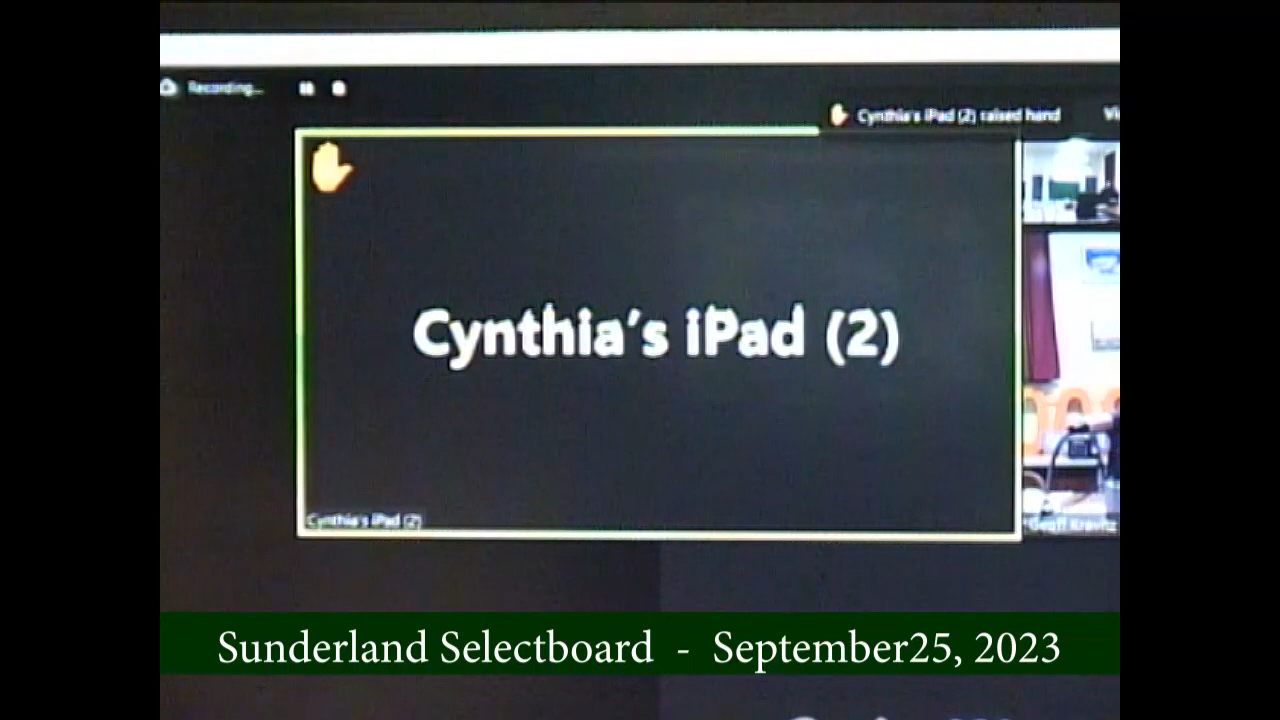 Recording...
Cynthia's iPad (2) raised hand
Cynthia's iPad (2)
Cynthia's iPad (2)
Geoff Kravitz
Sunderland Selectboard - September25, 2023